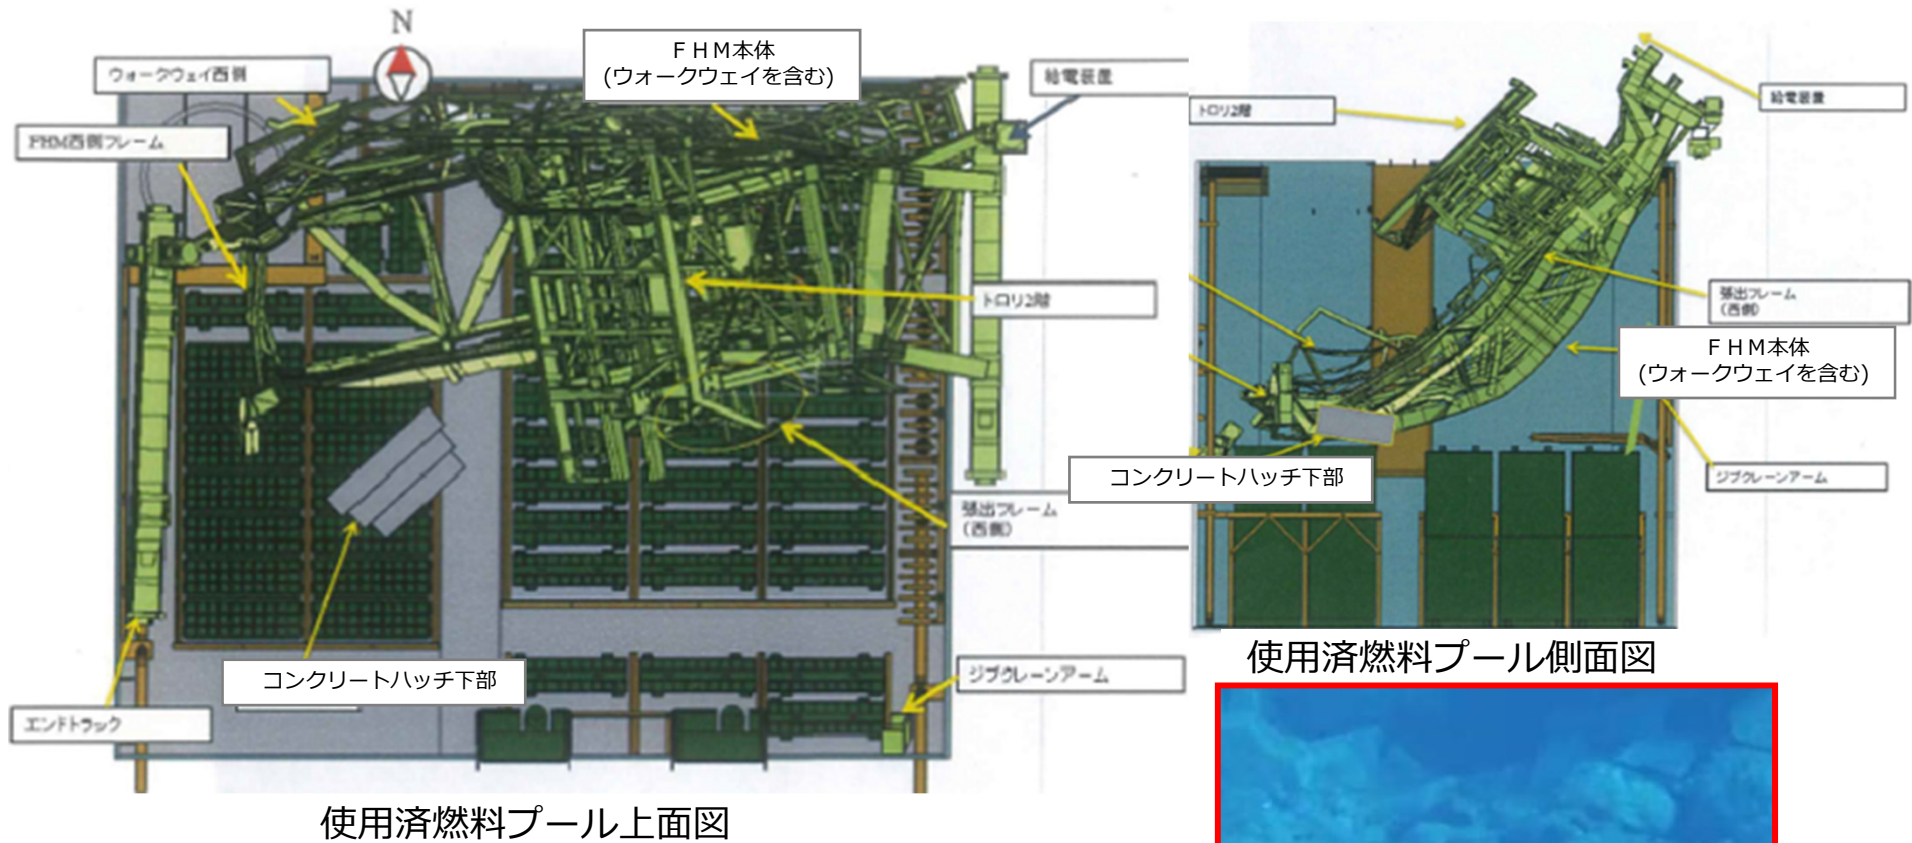 N
ウォークウェイ西側
ＦＨＭ本体
(ウォークウェイを含む)
給電装置
FHM西側フレーム
トロリ2階
張出フレーム
(西側)
コンクリートハッチ下部
ジブクレーンアーム
エンドトラック
使用済燃料プール上面図
給電装置
トロリ2階
張出フレーム
(西側)
ＦＨＭ本体
(ウォークウェイを含む)
コンクリートハッチ下部
ジブクレーンアーム
使用済燃料プール側面図